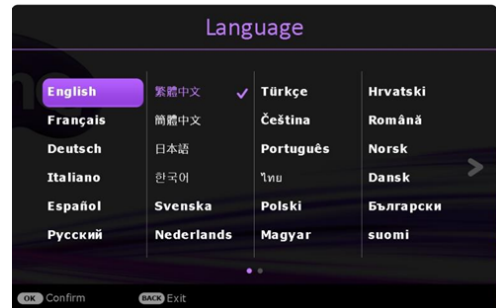 Language
English
Français
Deutsch
Italiano
Español
Русский
繁體中文
簡體中文
日本語
한국어
Svenska
Nederlands
Türkçe
Čeština
Português
ไทย
Polski
Magyar
Hrvatski
Română
Norsk
Dansk
Български
suomi
OK Confirm
BACK Exit